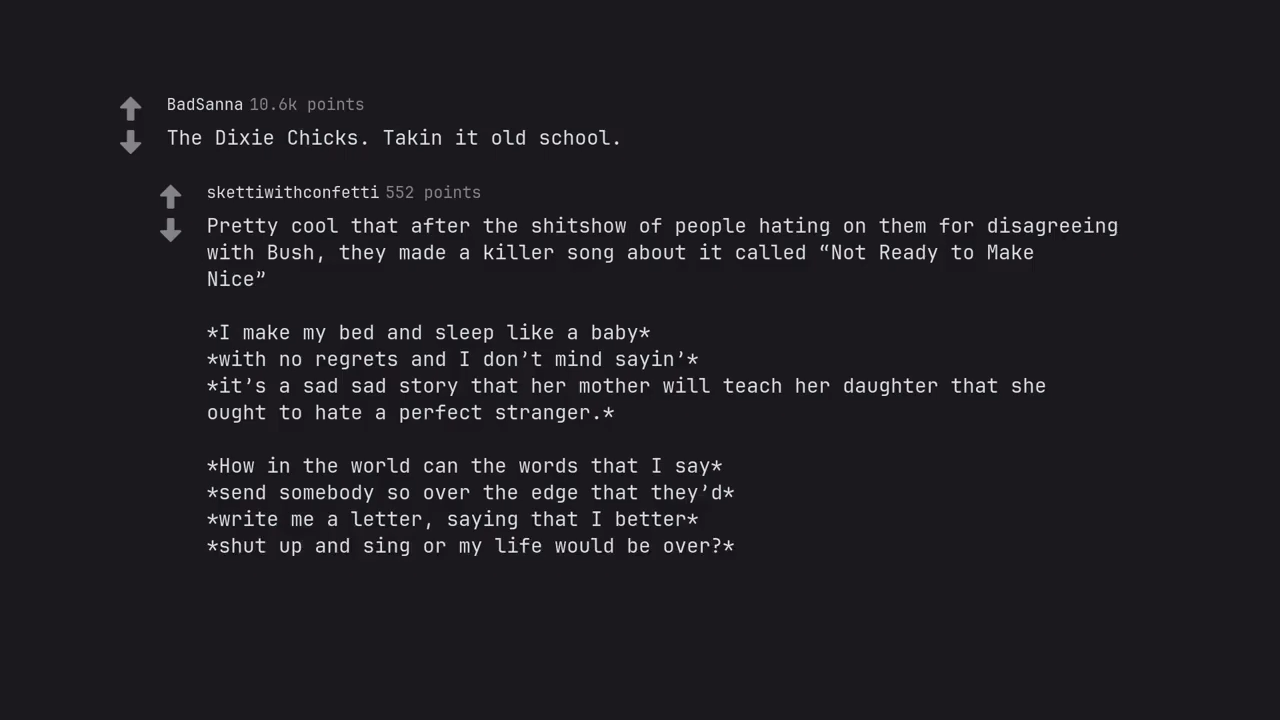 BadSanna 10.6k points
The Dixie Chicks. Takin it old school.
skettiwithconfetti 552 points
Pretty cool that after the shitshow of people hating on them for disagreeing
with Bush, they made a killer song about it called “Not Ready to Make
Nice”
*I make my bed and sleep like a baby*
*with no regrets and I don’t mind sayin’*
*it’s a sad sad story that her mother will teach her daughter that she
ought to hate a perfect stranger.*
*How in the world can the words that I say*
*send somebody so over the edge that they’d*
*write me a letter, saying that I better*
*shut up and sing or my life would be over?*